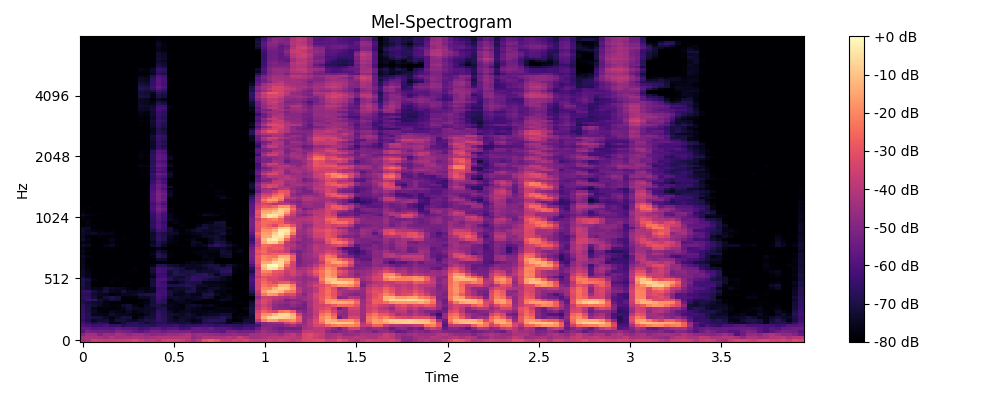 Mel-Spectrogram
Hz
4096
2048
1024
512
0
0
0.5
1
1.5
2
2.5
3
3.5
Time
+0 dB
-10 dB
-20 dB
-30 dB
-40 dB
-50 dB
-60 dB
-70 dB
-80 dB